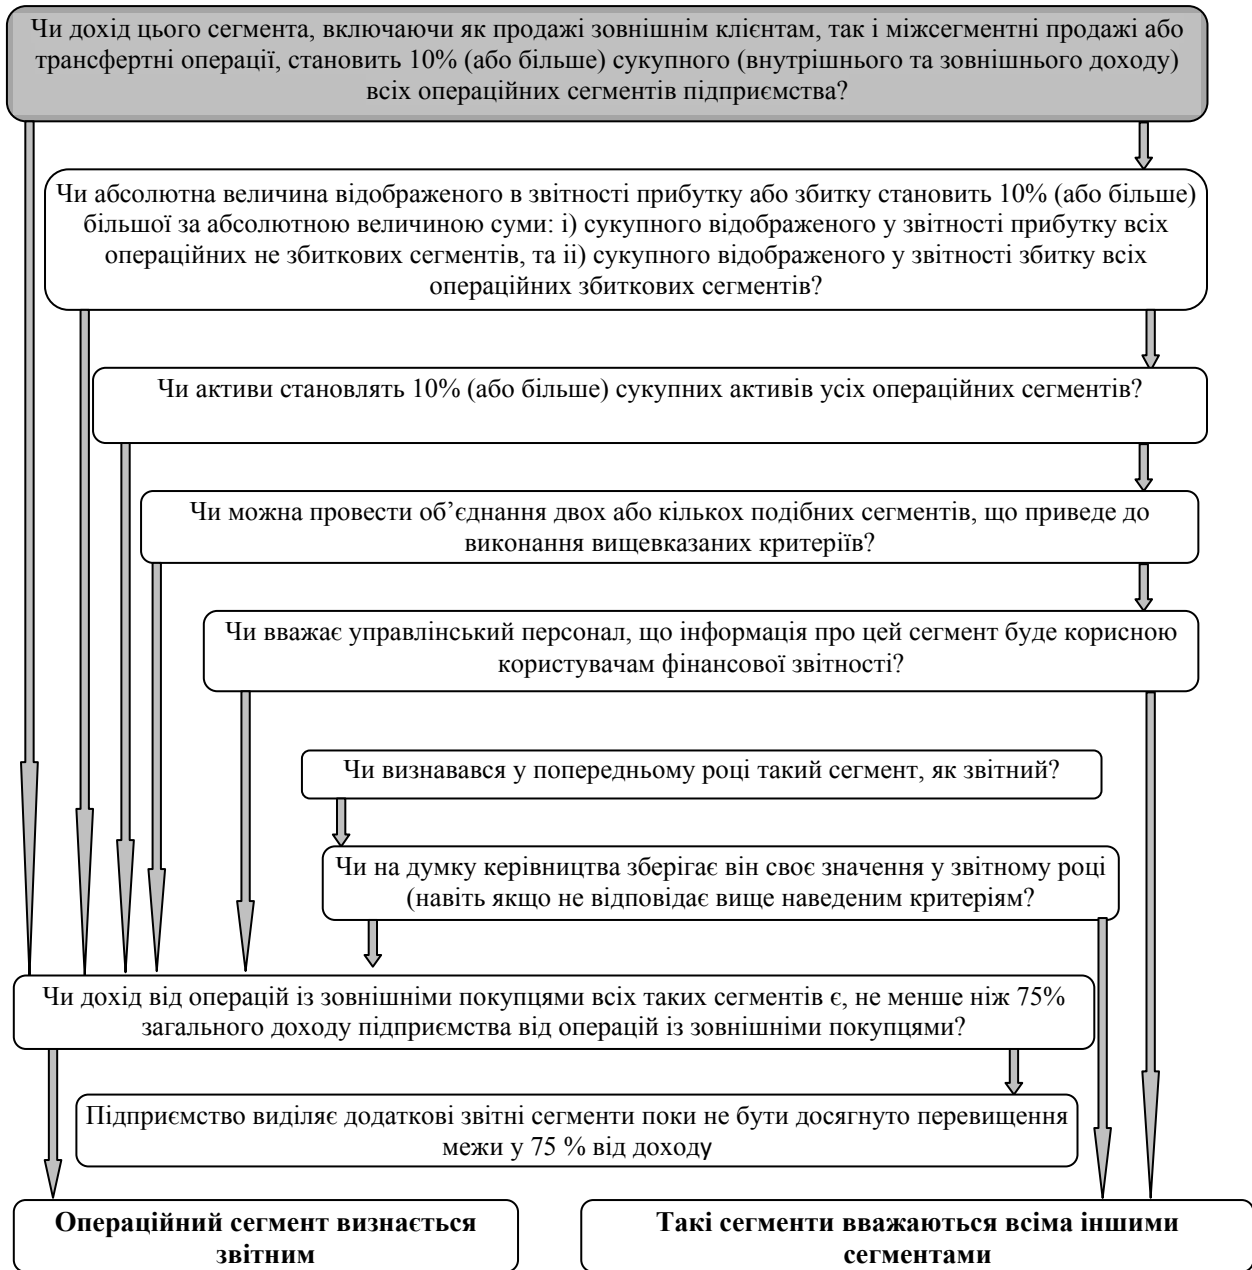 Чи дохід цього сегмента, включаючи як продажі зовнішнім клієнтам, так і міжсегментні продажі або
трансфертні операції, становить 10% (або більше) сукупного (внутрішнього та зовнішнього доходу)
всіх операційних сегментів підприємства?
Чи абсолютна величина відображеного в звітності прибутку або збитку становить 10% (або більше)
більшої за абсолютною величиною суми: і) сукупного відображеного у звітності прибутку всіх
операційних не збиткових сегментів, та іі) сукупного відображеного у звітності збитку всіх
операційних збиткових сегментів?
Чи активи становлять 10% (або більше) сукупних активів усіх операційних сегментів?
Чи можна провести об’єднання двох або кількох подібних сегментів, що приведе до
виконання вищевказаних критеріїв?
Чи вважає управлінський персонал, що інформація про цей сегмент буде корисною
користувачам фінансової звітності?
Чи визнавався у попередньому році такий сегмент, як звітний?
Чи на думку керівництва зберігає він своє значення у звітному році
(навіть якщо не відповідає вище наведеним критеріям?
Чи дохід від операцій із зовнішніми покупцями всіх таких сегментів є, не менше ніж 75%
загального доходу підприємства від операцій із зовнішніми покупцями?
Підприємство виділяє додаткові звітні сегменти поки не бути досягнуто перевищення
межи у 75 % від доходу
Операційний сегмент визнається
звітним
Такі сегменти вважаються всіма іншими
сегментами